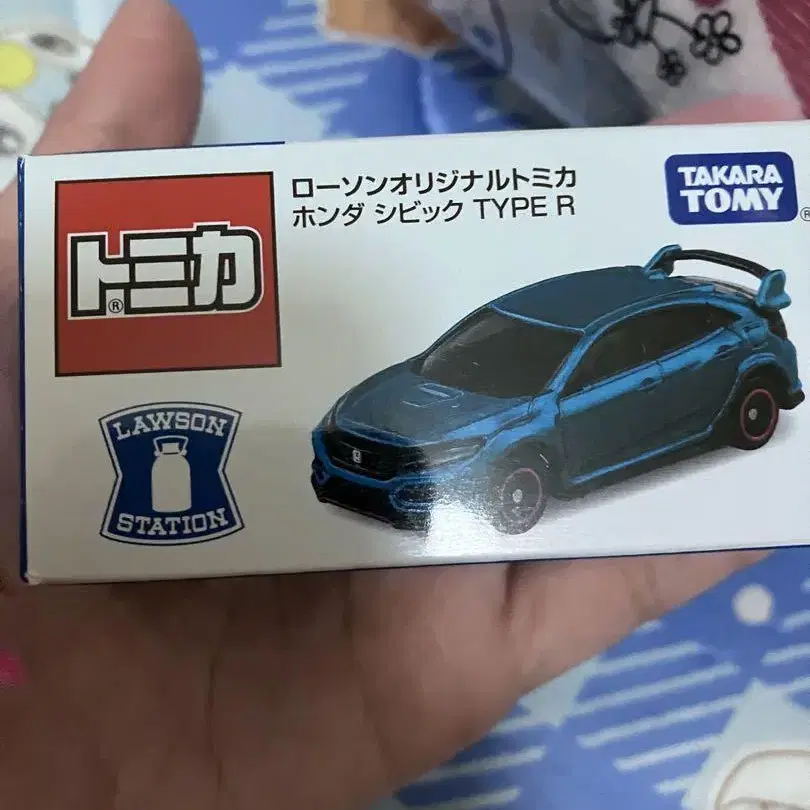 ローソンオリジナルトミカ
ホンダ シビック TYPE R
TAKARA
TOMY®
トミカ®
LAWSON
STATION